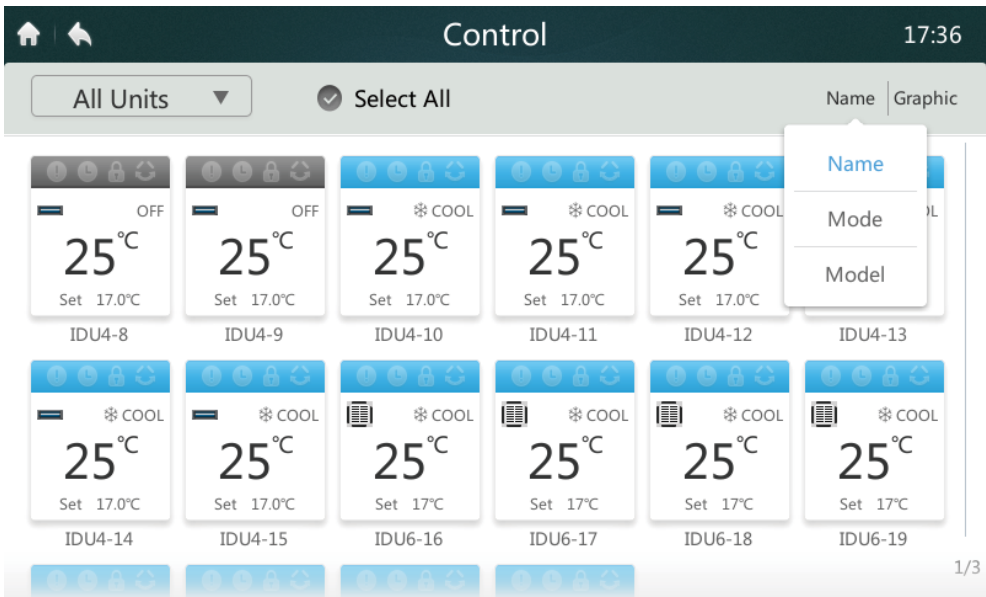 Control 17:36
All Units Select All Name Graphic
Name
Mode
Model
OFF OFF COOL COOL COOL OL
25℃ 25℃ 25℃ 25℃ 25℃
Set 17.0℃ Set 17.0℃ Set 17.0℃ Set 17.0℃ Set 17.0℃
IDU4-8 IDU4-9 IDU4-10 IDU4-11 IDU4-12 IDU4-13
COOL COOL COOL COOL COOL COOL
25℃ 25℃ 25℃ 25℃ 25℃ 25℃
Set 17.0℃ Set 17.0℃ Set 17℃ Set 17℃ Set 17℃ Set 17℃
IDU4-14 IDU4-15 IDU6-16 IDU6-17 IDU6-18 IDU6-19
1/3